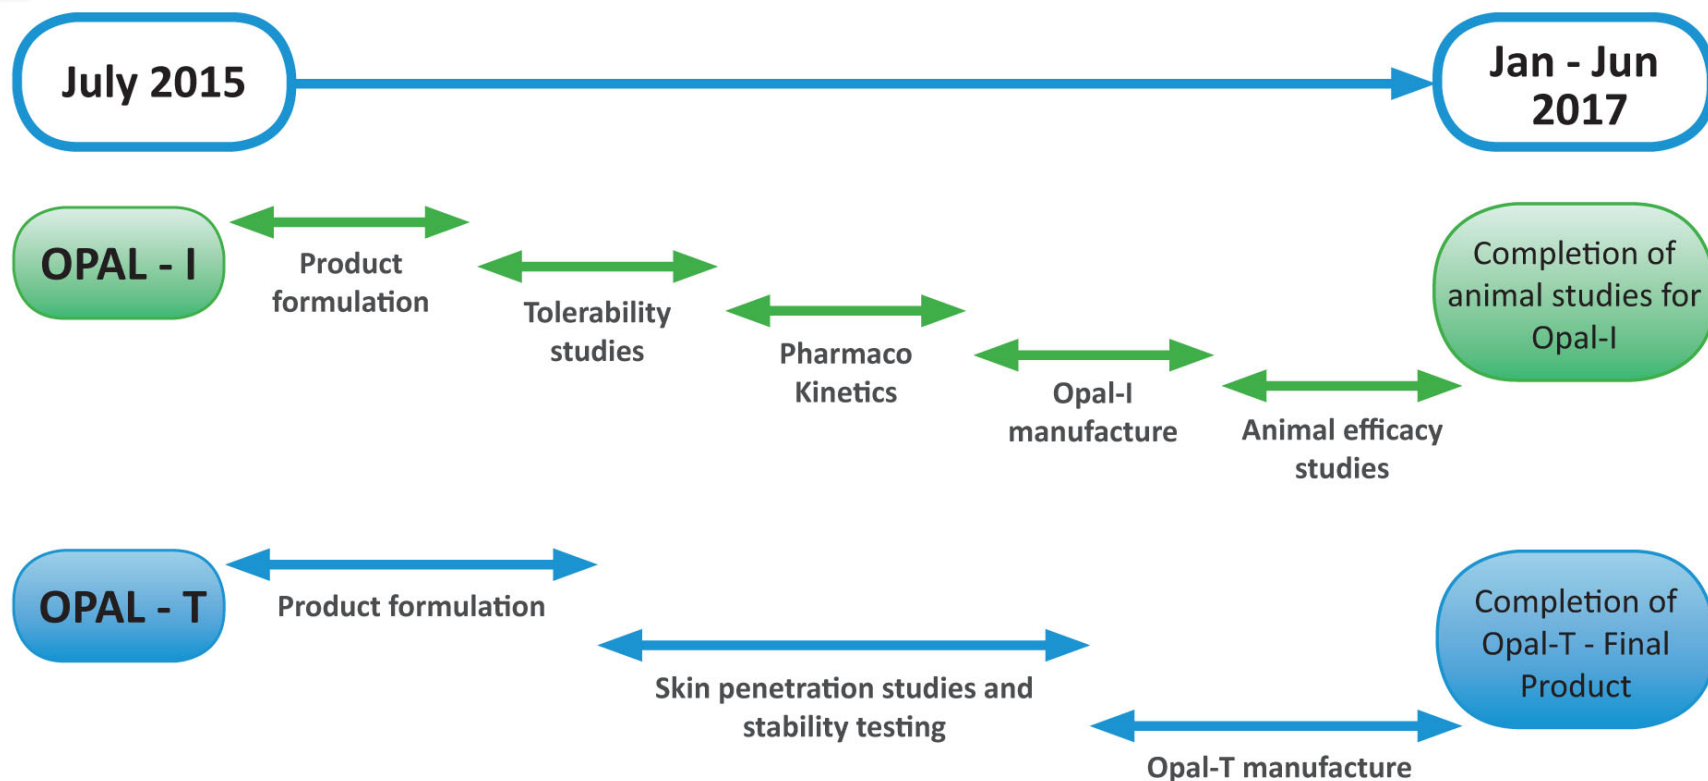 July 2015
Jan - Jun
2017
OPAL - I
Product
formulation
Tolerability
studies
Pharmaco
Kinetics
Opal-I
manufacture
Animal efficacy
studies
Completion of
animal studies for
Opal-I
OPAL - T
Product formulation
Skin penetration studies and
stability testing
Opal-T manufacture
Completion of
Opal-T - Final
Product